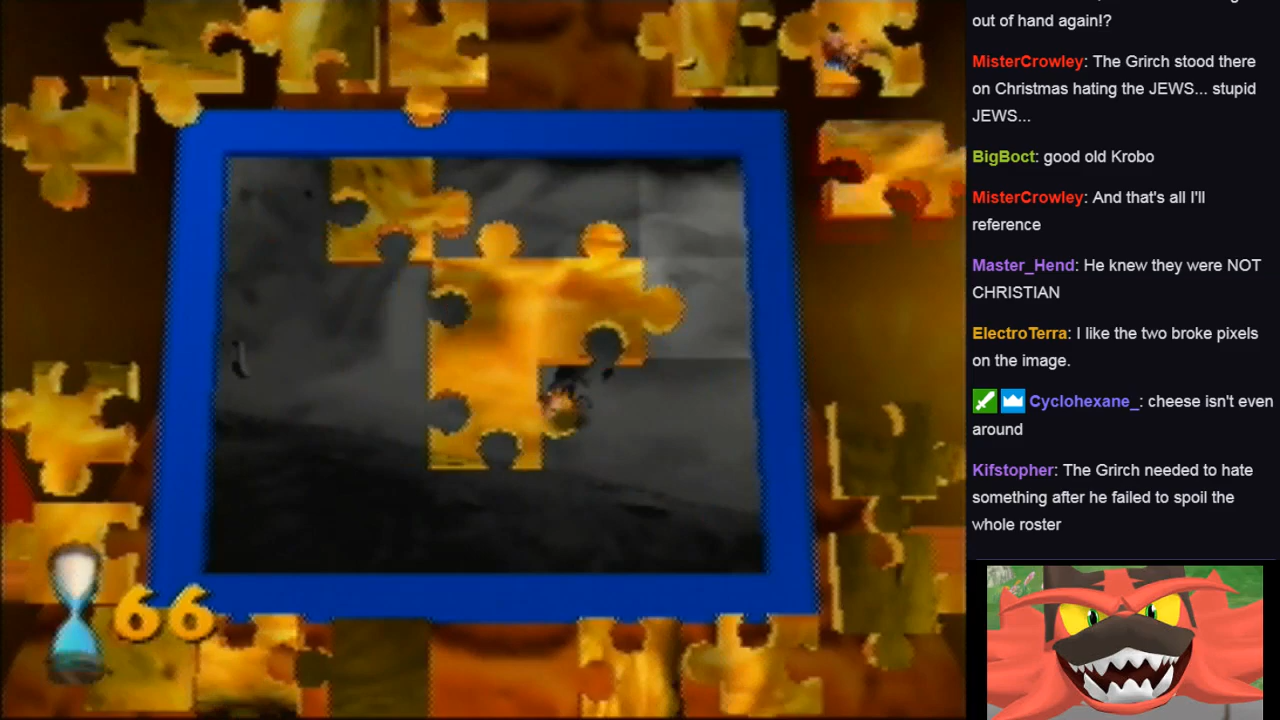 out of hand again!?
MisterCrowley: The Grirch stood there
on Christmas hating the JEWS... stupid
JEWS...
BigBoct: good old Krobo
MisterCrowley: And that's all I'll
reference
Master_Hend: He knew they were NOT
CHRISTIAN
ElectroTerra: I like the two broke pixels
on the image.
Cyclohexane_: cheese isn't even
around
Kifstopher: The Grirch needed to hate
something after he failed to spoil the
whole roster
66